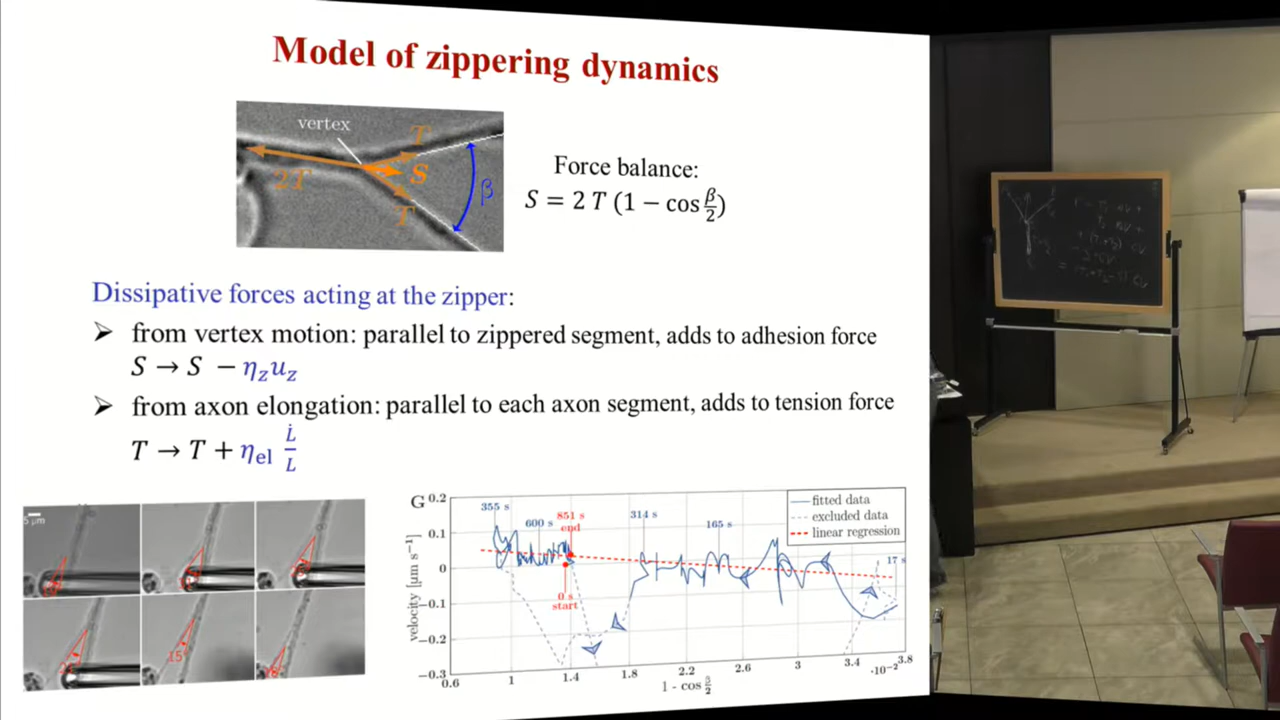 Model of zippering dynamics
vertex
T
S
2T
T
β
Force balance:
S = 2 T (1 − cos β/2)
Dissipative forces acting at the zipper:
➢ from vertex motion: parallel to zippered segment, adds to adhesion force
S → S − η_z u_z
➢ from axon elongation: parallel to each axon segment, adds to tension force
T → T + η_el L̇/L
5 μm
15°
G
velocity [μm s⁻¹]
0.2
0.1
0
−0.1
−0.2
−0.3
355 s
600 s
851 s
end
314 s
165 s
17 s
0 s
start
fitted data
excluded data
linear regression
0.6
1
1.4
1.8
2.2
2.6
3
3.4
3.8
·10⁻²
1 - cos β/2